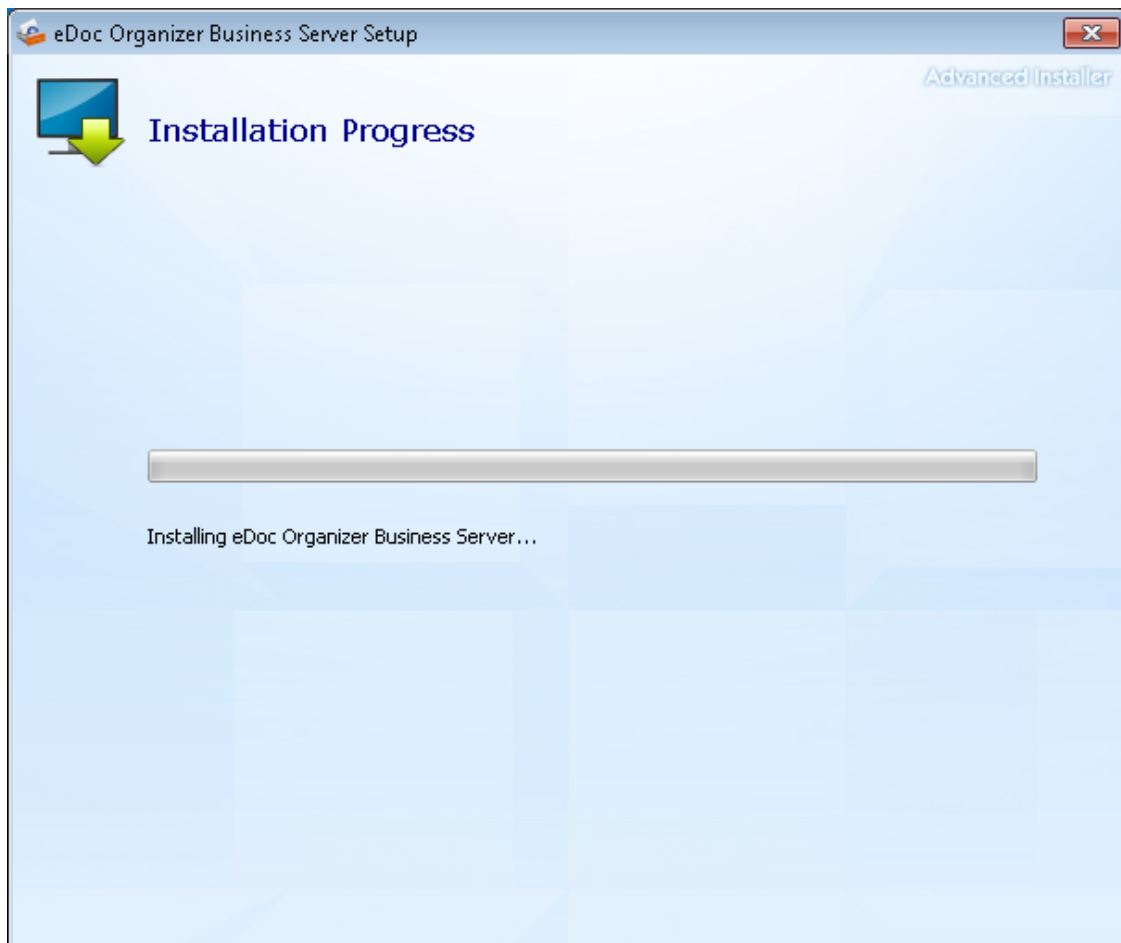 eDoc Organizer Business Server Setup
Advanced Installer
Installation Progress
Installing eDoc Organizer Business Server...